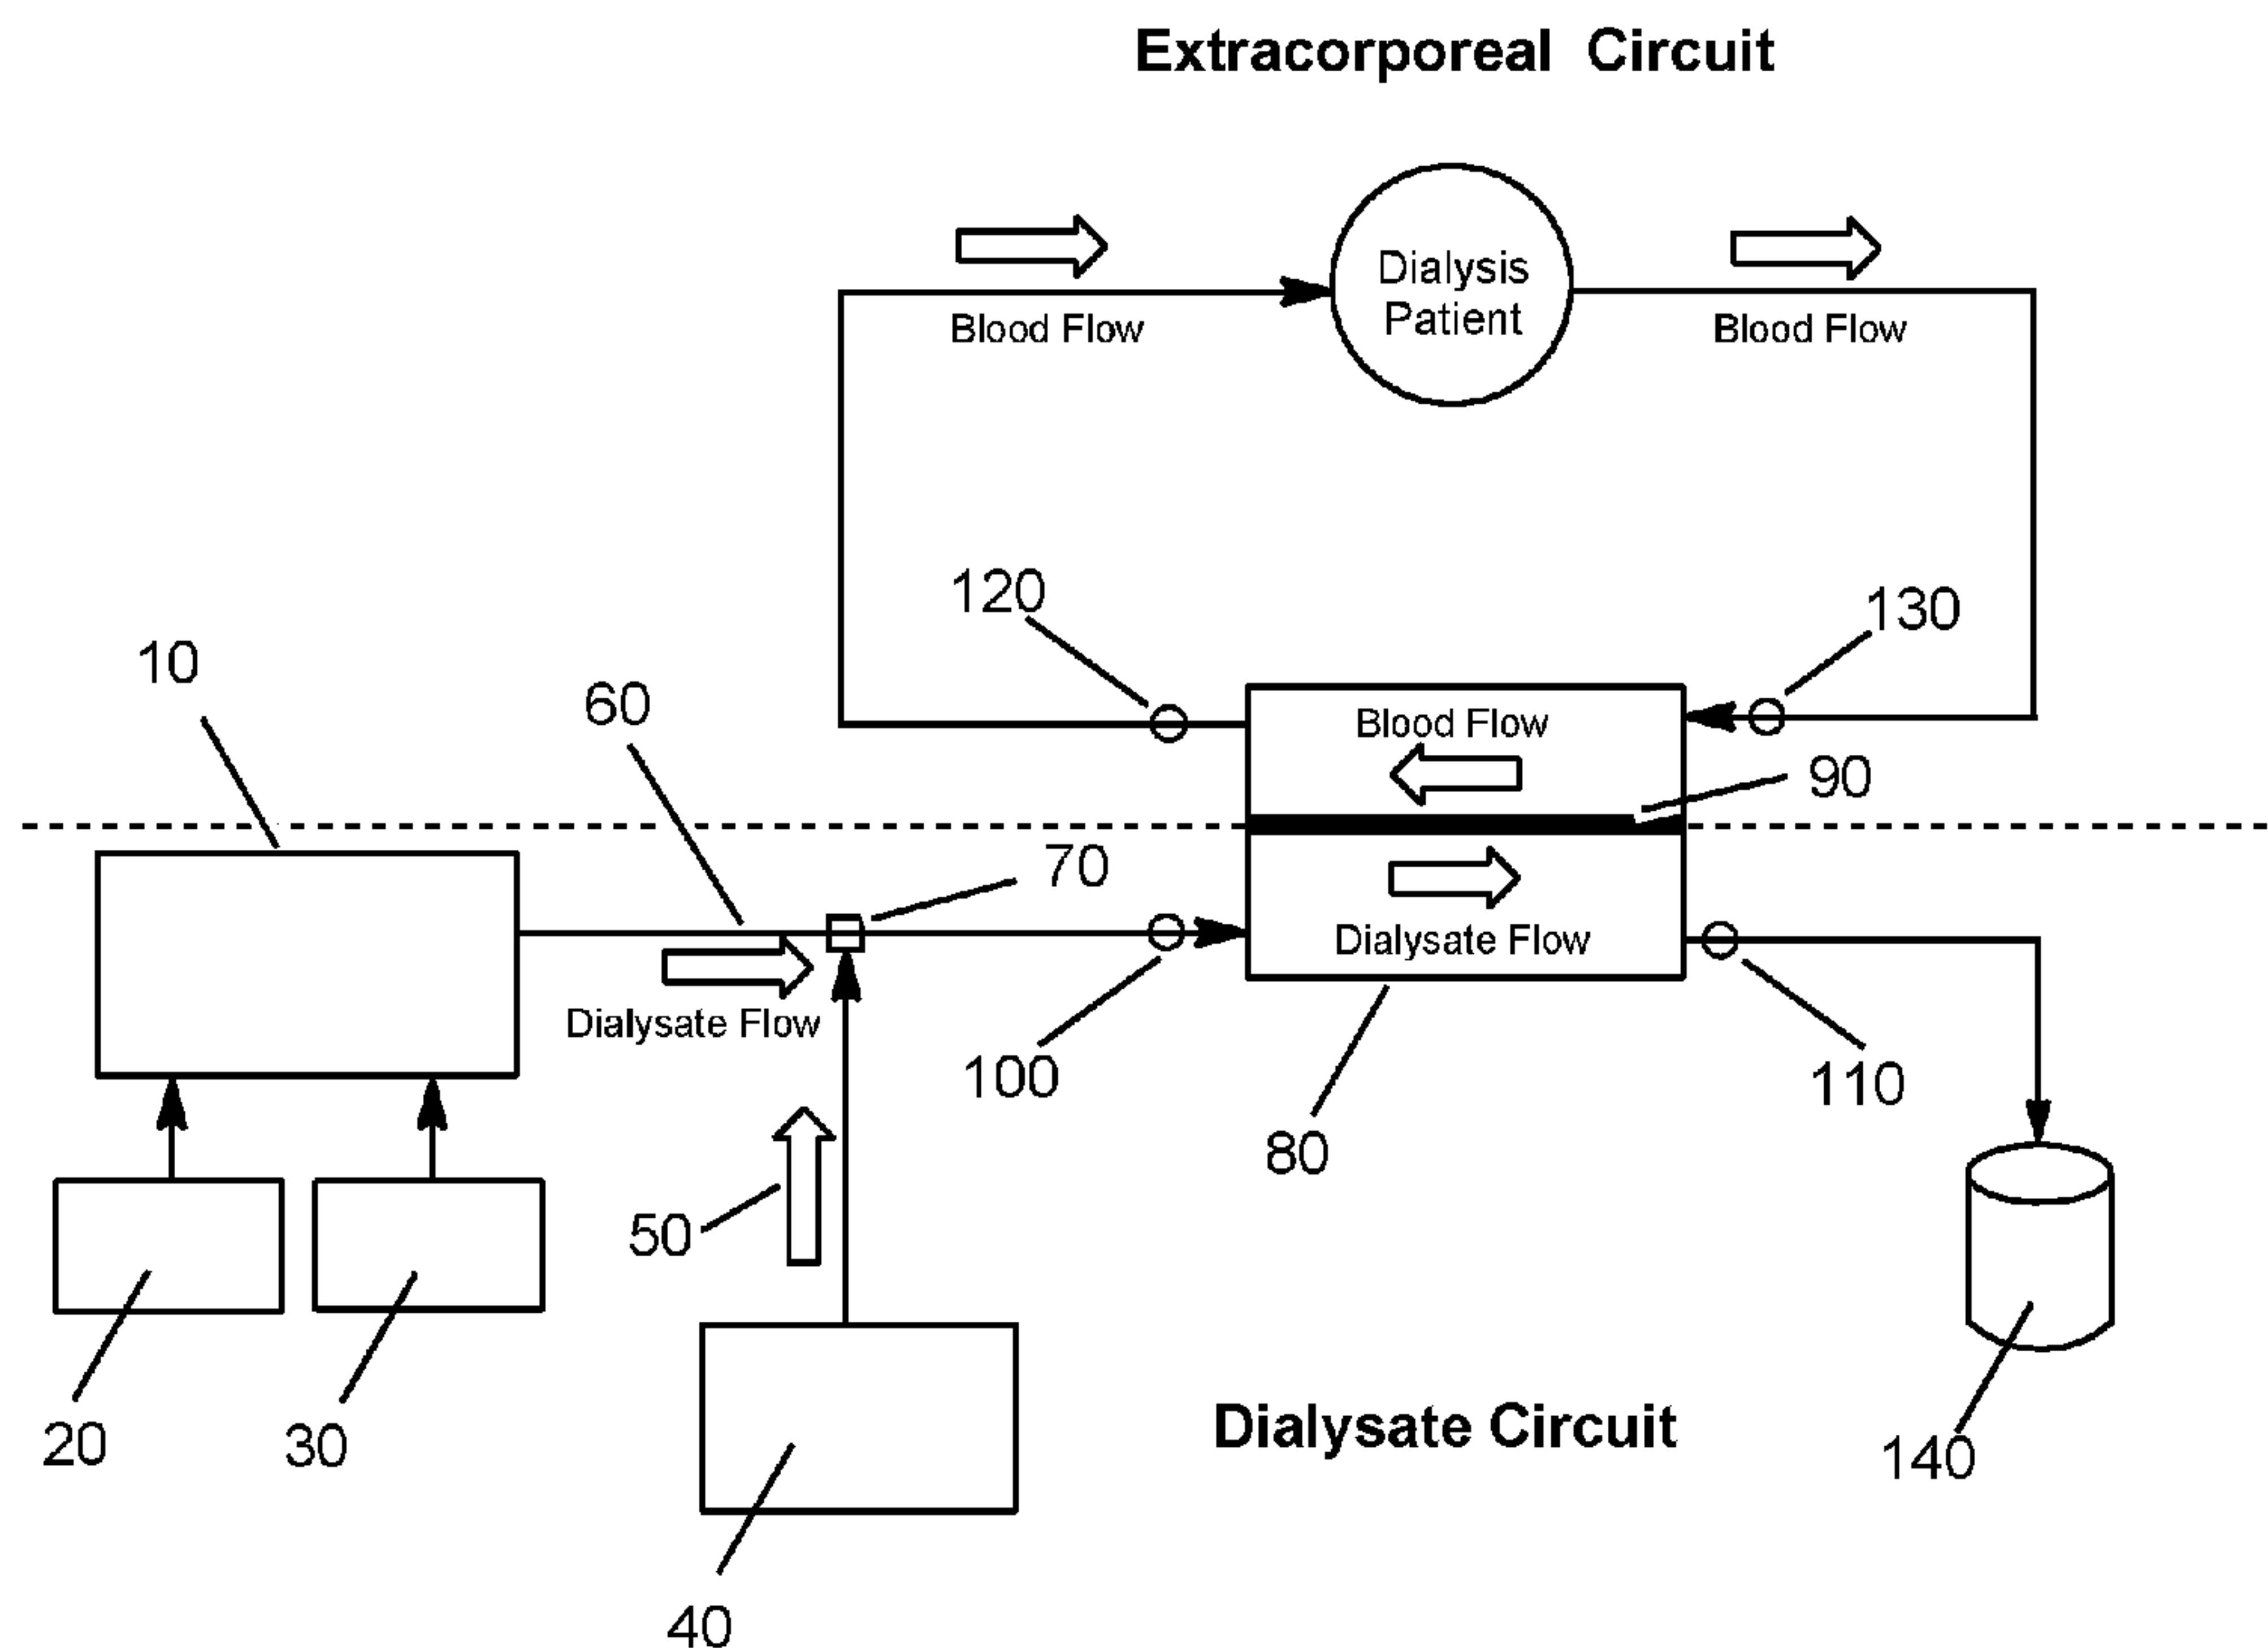 Extracorporeal Circuit
Dialysis
Patient
Blood Flow
Blood Flow
120
130
10
60
Blood Flow
90
70
Dialysate Flow
Dialysate Flow
100
110
80
50
20
30
Dialysate Circuit
140
40